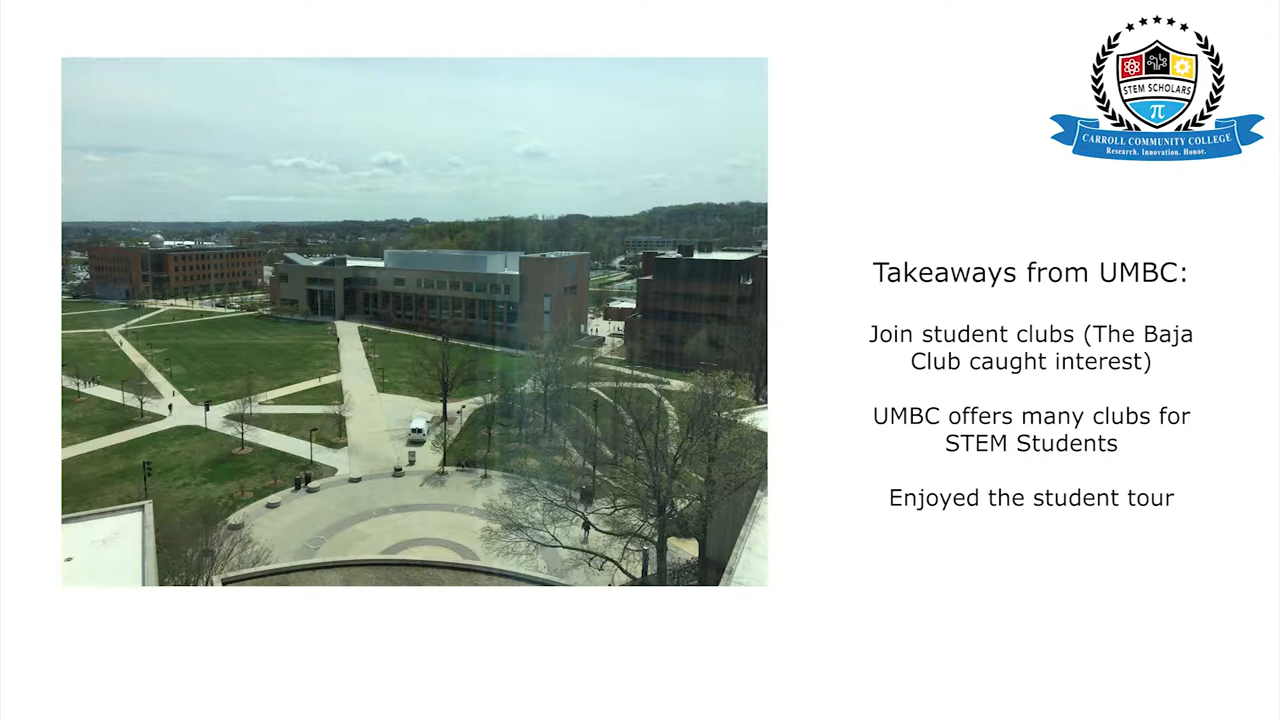 STEM SCHOLARS
π
CARROLL COMMUNITY COLLEGE
Research. Innovation. Honor.
Takeaways from UMBC:
Join student clubs (The Baja
Club caught interest)
UMBC offers many clubs for
STEM Students
Enjoyed the student tour